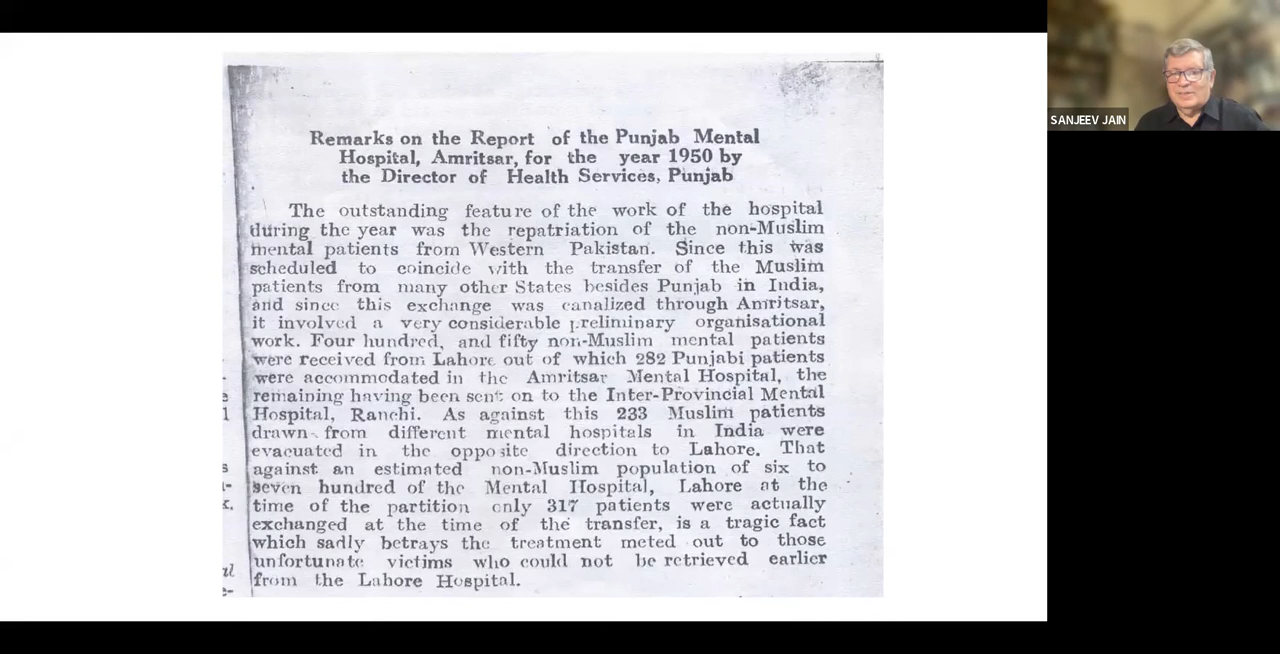 Remarks on the Report of the Punjab Mental
Hospital, Amritsar, for the year 1950 by
the Director of Health Services, Punjab
The outstanding feature of the work of the hospital
during the year was the repatriation of the non-Muslim
mental patients from Western Pakistan. Since this was
scheduled to coincide with the transfer of the Muslim
patients from many other States besides Punjab in India,
and since this exchange was canalized through Amritsar,
it involved a very considerable preliminary organisational
work. Four hundred, and fifty non-Muslim mental patients
were received from Lahore out of which 282 Punjabi patients
were accommodated in the Amritsar Mental Hospital, the
remaining having been sent on to the Inter-Provincial Mental
Hospital, Ranchi. As against this 233 Muslim patients
drawn from different mental hospitals in India were
evacuated in the opposite direction to Lahore. That
against an estimated non-Muslim population of six to
seven hundred of the Mental Hospital, Lahore at the
time of the partition only 317 patients were actually
exchanged at the time of the transfer, is a tragic fact
which sadly betrays the treatment meted out to those
unfortunate victims who could not be retrieved earlier
from the Lahore Hospital.
SANJEEV JAIN